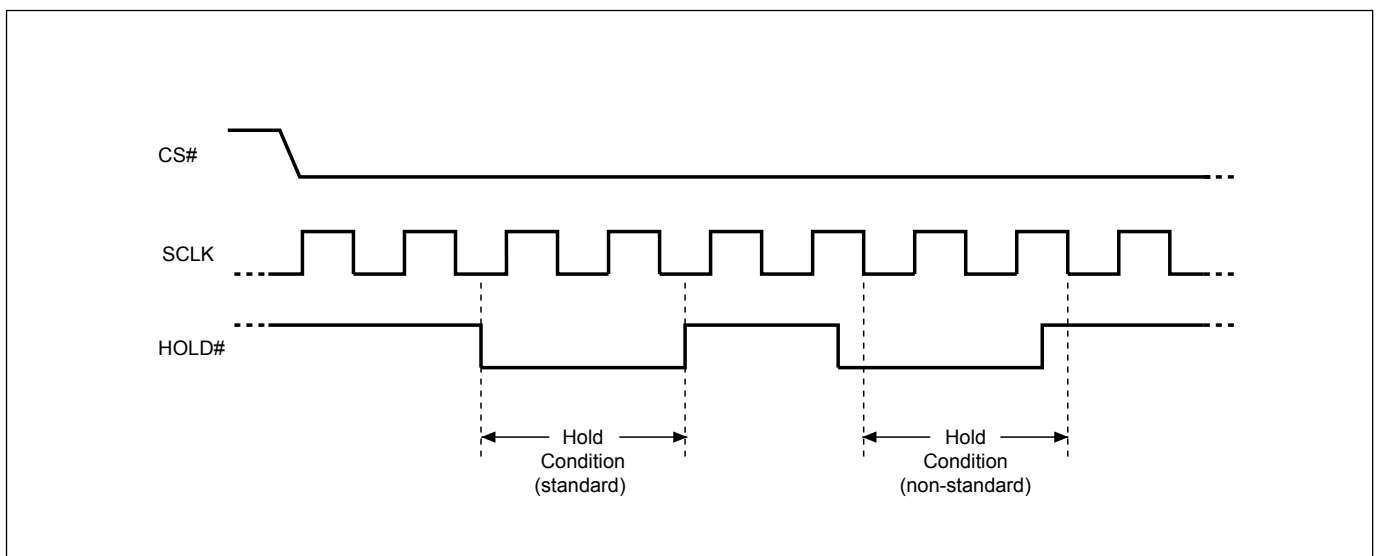 CS#
SCLK
HOLD#
Hold
Condition
(standard)
Hold
Condition
(non-standard)